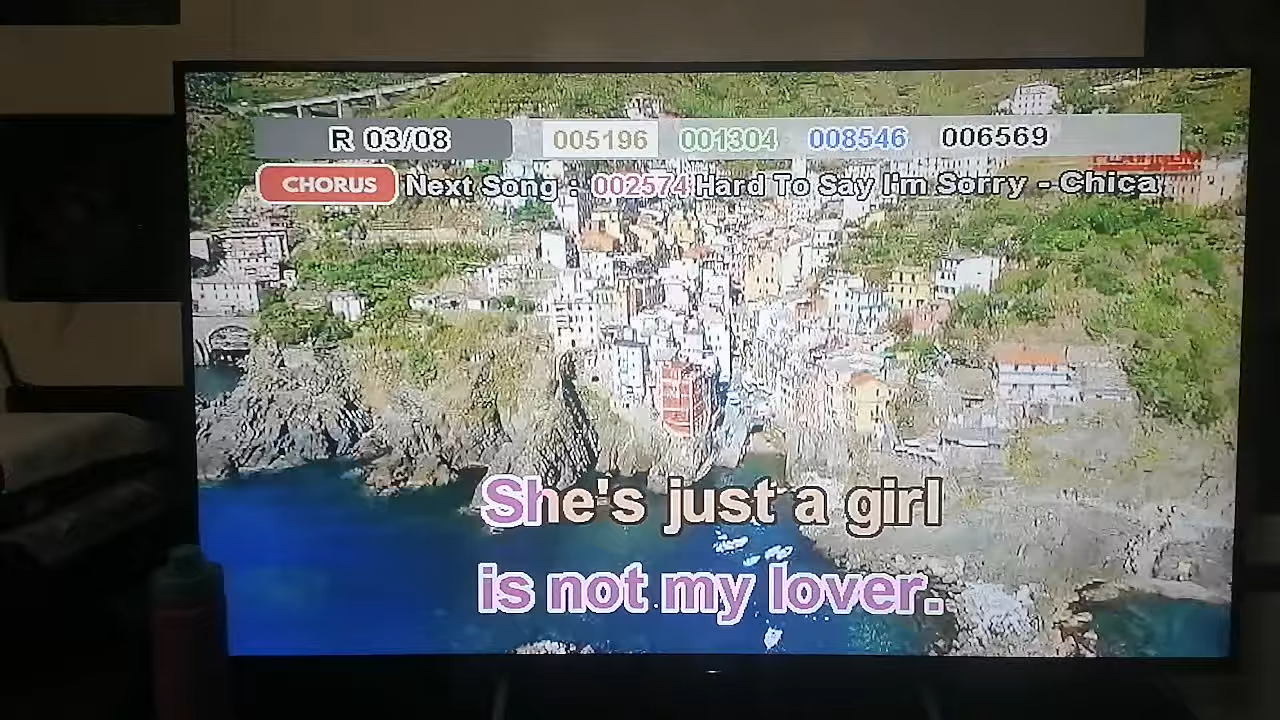 R 03/08 005196 001304 008546 006569
CHORUS Next Song : 002574 Hard To Say I'm Sorry - Chica
She's just a girl
is not my lover.